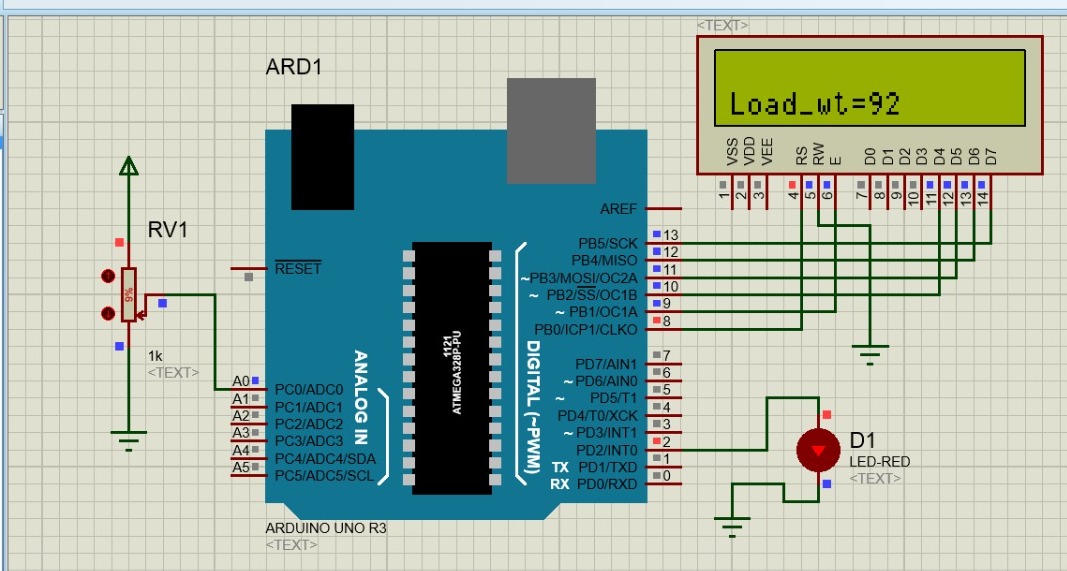 <TEXT>
Load_wt=92
VSS VDD VEE RS RW E D0 D1 D2 D3 D4 D5 D6 D7
1 2 3 4 5 6 7 8 9 10 11 12 13 14
ARD1
RV1
9%
1k
<TEXT>
RESET
AREF
PB5/SCK 13
PB4/MISO 12
~PB3/MOSI/OC2A 11
~ PB2/SS/OC1B 10
~ PB1/OC1A 9
PB0/ICP1/CLKO 8
1121
ATMEGA328P-PU
DIGITAL (~PWM)
ANALOG IN
PD7/AIN1 7
~ PD6/AIN0 6
~ PD5/T1 5
PD4/T0/XCK 4
~ PD3/INT1 3
PD2/INT0 2
TX PD1/TXD 1
RX PD0/RXD 0
A0 PC0/ADC0
A1 PC1/ADC1
A2 PC2/ADC2
A3 PC3/ADC3
A4 PC4/ADC4/SDA
A5 PC5/ADC5/SCL
D1
LED-RED
<TEXT>
ARDUINO UNO R3
<TEXT>